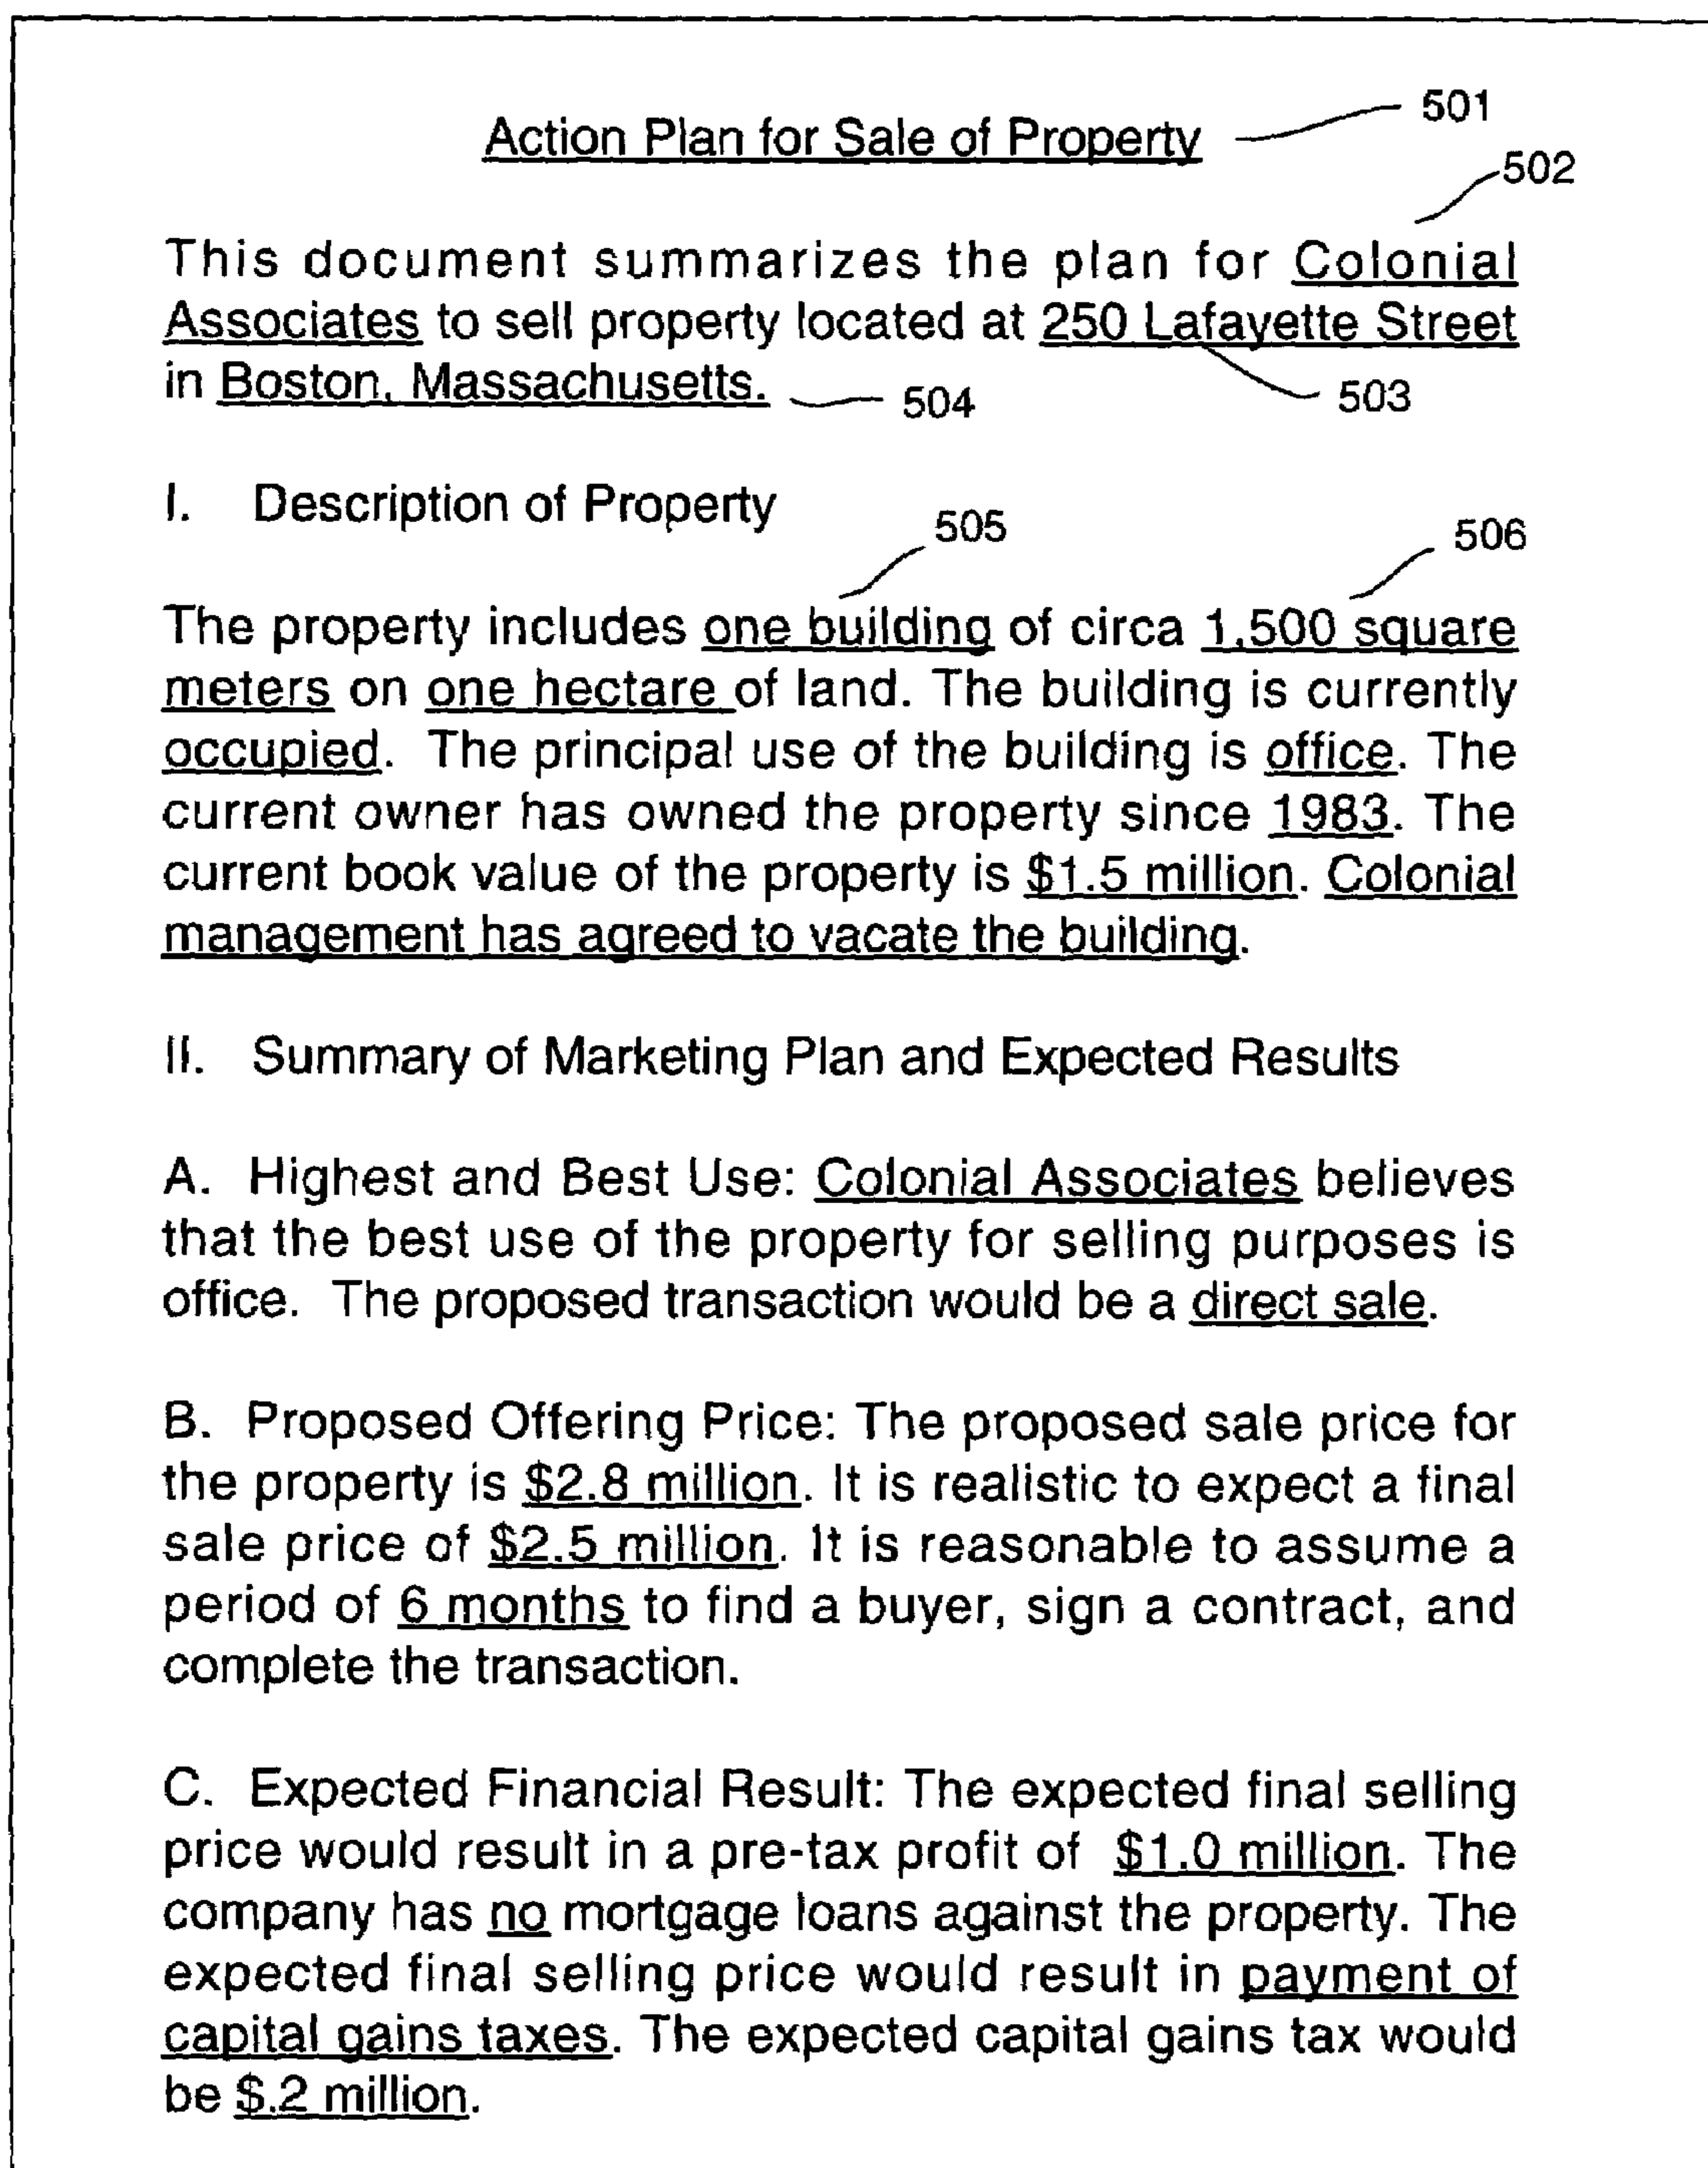 Action Plan for Sale of Property 501
502
This document summarizes the plan for Colonial
Associates to sell property located at 250 Lafayette Street
in Boston, Massachusetts. 504 503
I. Description of Property
505 506
The property includes one building of circa 1,500 square
meters on one hectare of land. The building is currently
occupied. The principal use of the building is office. The
current owner has owned the property since 1983. The
current book value of the property is $1.5 million. Colonial
management has agreed to vacate the building.
II. Summary of Marketing Plan and Expected Results
A. Highest and Best Use: Colonial Associates believes
that the best use of the property for selling purposes is
office. The proposed transaction would be a direct sale.
B. Proposed Offering Price: The proposed sale price for
the property is $2.8 million. It is realistic to expect a final
sale price of $2.5 million. It is reasonable to assume a
period of 6 months to find a buyer, sign a contract, and
complete the transaction.
C. Expected Financial Result: The expected final selling
price would result in a pre-tax profit of $1.0 million. The
company has no mortgage loans against the property. The
expected final selling price would result in payment of
capital gains taxes. The expected capital gains tax would
be $.2 million.